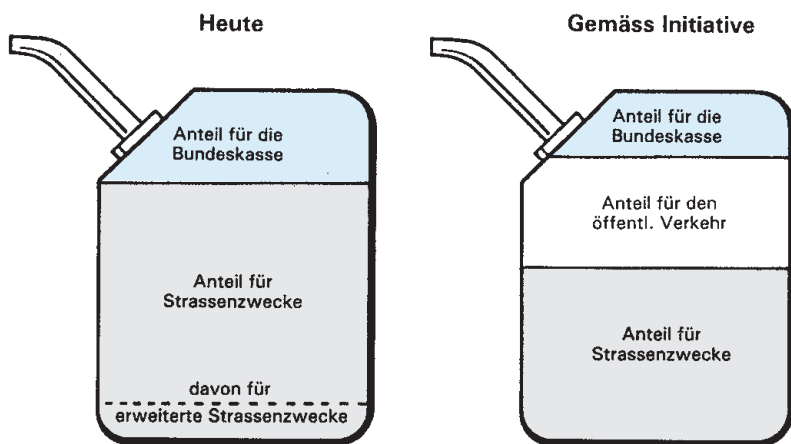 Heute
Anteil für die
Bundeskasse
Anteil für
Strassenzwecke
davon für
erweiterte Strassenzwecke
Gemäss Initiative
Anteil für die
Bundeskasse
Anteil für den
öffentl. Verkehr
Anteil für
Strassenzwecke